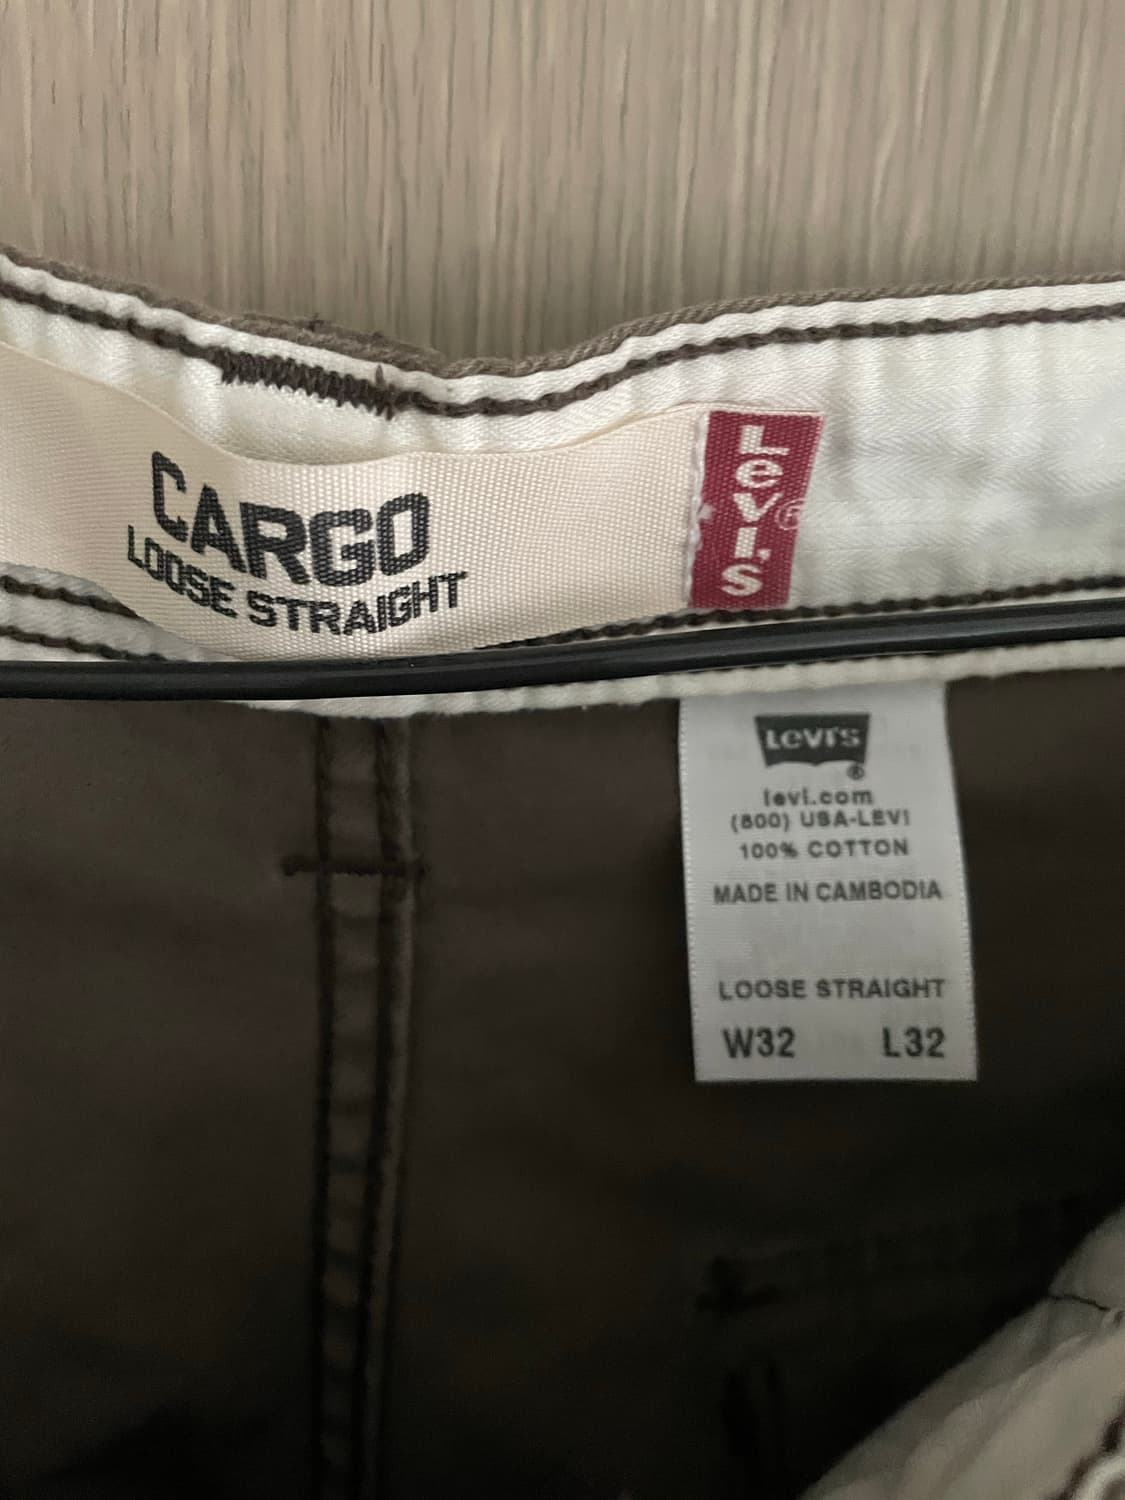 CARGO
LOOSE STRAIGHT
Levi's®
Levi's®
levi.com
(800) USA-LEVI
100% COTTON
MADE IN CAMBODIA
LOOSE STRAIGHT
W32 L32